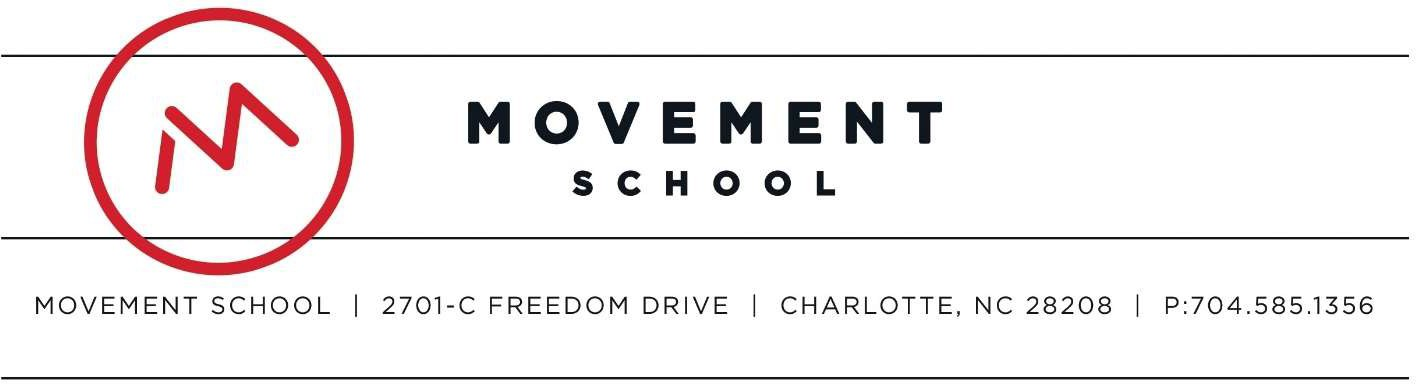 MOVEMENT
SCHOOL
MOVEMENT SCHOOL | 2701-C FREEDOM DRIVE | CHARLOTTE, NC 28208 | P:704.585.1356